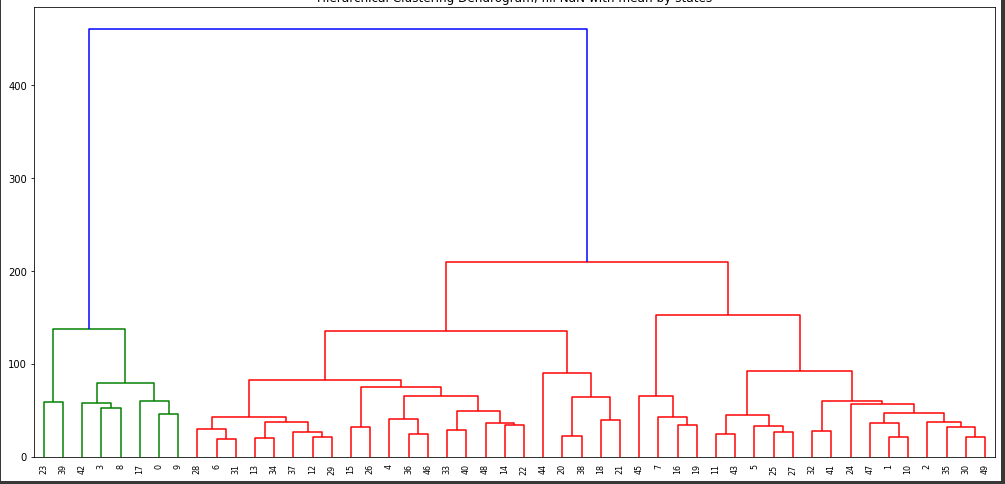 Hierarchical Clustering Dendrogram, fill NaN with mean by states
400
300
200
100
0
23 39 42 3 8 17 0 9 28 6 31 13 34 37 12 29 15 26 4 36 46 33 40 48 14 22 44 20 38 18 21 45 7 16 19 11 43 5 25 27 32 41 24 47 1 10 2 35 30 49